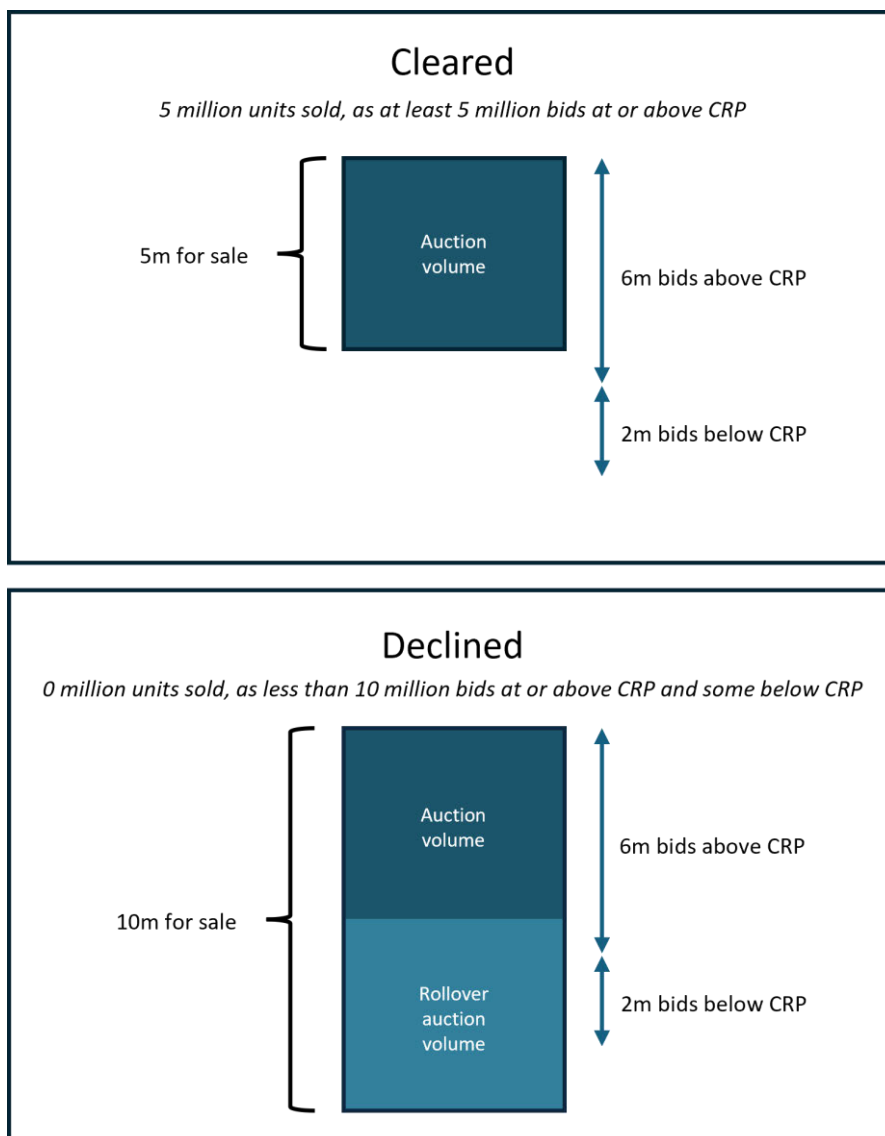 Cleared
5 million units sold, as at least 5 million bids at or above CRP
5m for sale
Auction
volume
6m bids above CRP
2m bids below CRP
Declined
0 million units sold, as less than 10 million bids at or above CRP and some below CRP
10m for sale
Auction
volume
6m bids above CRP
Rollover
auction
volume
2m bids below CRP